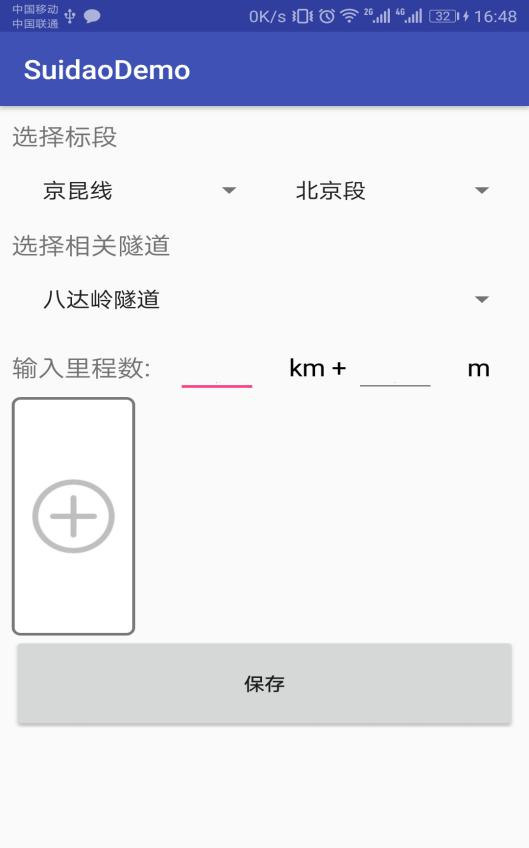 中国移动
中国联通
0K/s 2G 4G 32 16:48
SuidaoDemo
选择标段
京昆线 北京段
选择相关隧道
八达岭隧道
输入里程数: km + m
保存